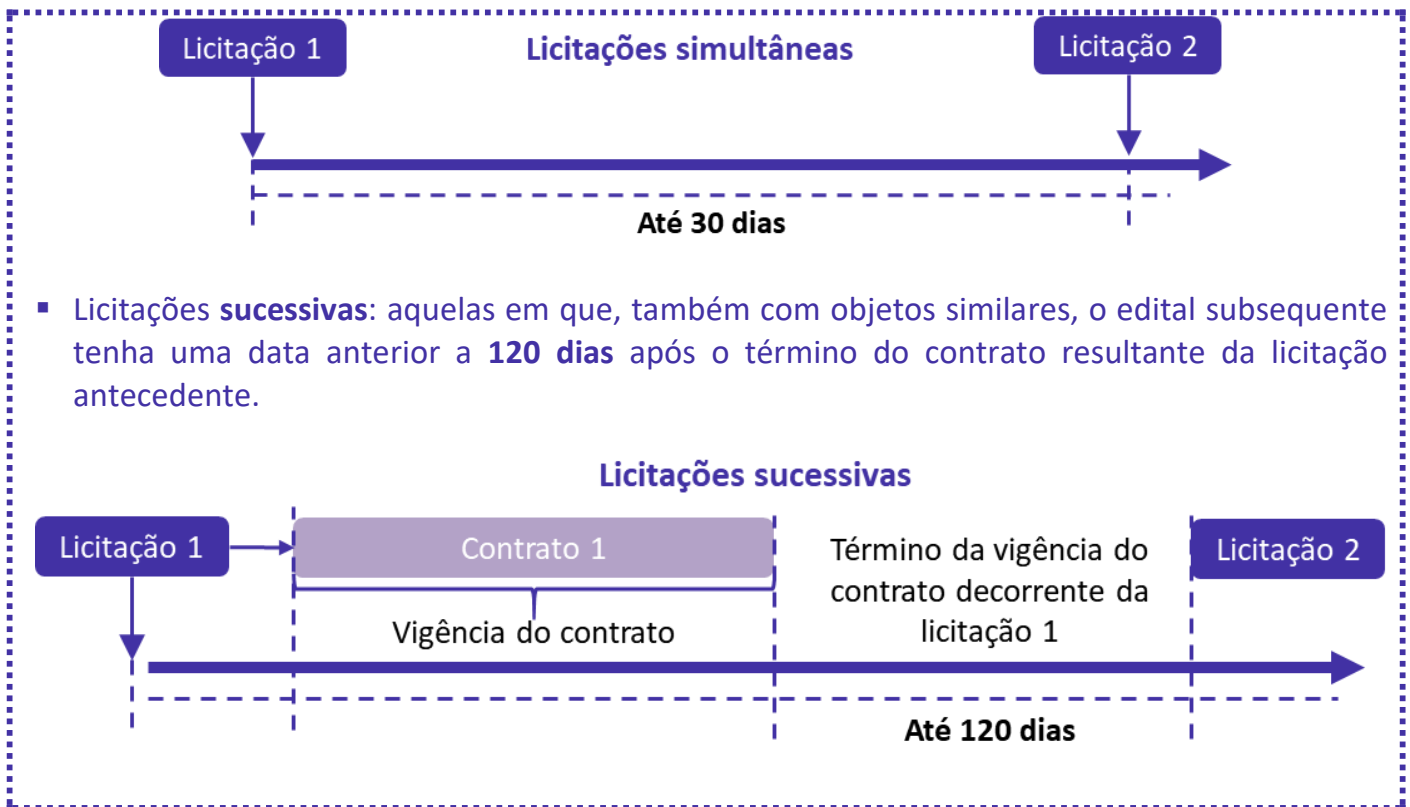 Licitação 1
Licitações simultâneas
Licitação 2
Até 30 dias
▪ Licitações sucessivas: aquelas em que, também com objetos similares, o edital subsequente
tenha uma data anterior a 120 dias após o término do contrato resultante da licitação
antecedente.
Licitações sucessivas
Licitação 1
Contrato 1
Vigência do contrato
Término da vigência do
contrato decorrente da
licitação 1
Licitação 2
Até 120 dias